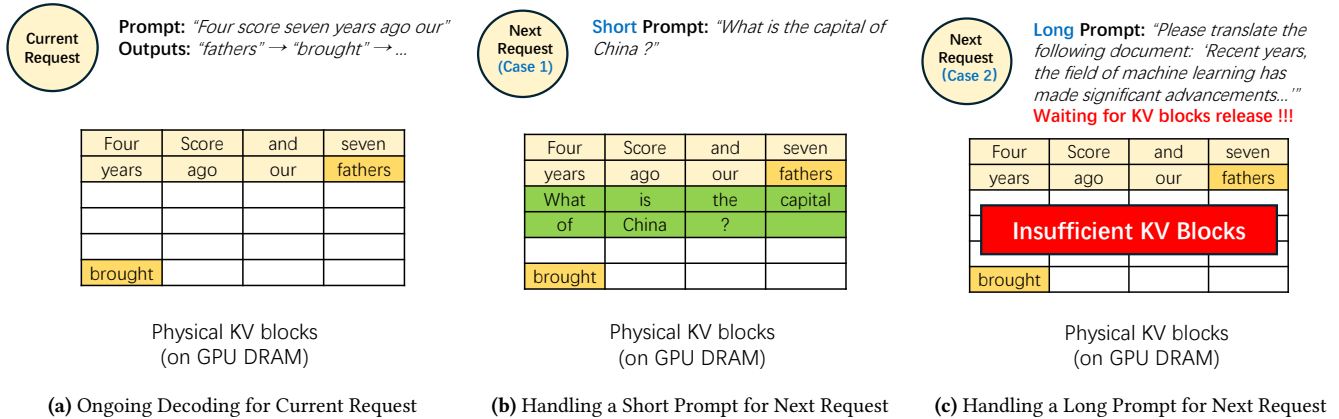 Current
Request
Prompt: “Four score seven years ago our”
Outputs: “fathers” → “brought” → ...
Four Score and seven
years ago our fathers
brought
Physical KV blocks
(on GPU DRAM)
(a) Ongoing Decoding for Current Request
Next
Request
(Case 1)
Short Prompt: “What is the capital of
China ?”
Four Score and seven
years ago our fathers
What is the capital
of China ?
brought
Physical KV blocks
(on GPU DRAM)
(b) Handling a Short Prompt for Next Request
Next
Request
(Case 2)
Long Prompt: “Please translate the
following document: ‘Recent years,
the field of machine learning has
made significant advancements...’”
Waiting for KV blocks release !!!
Four Score and seven
years ago our fathers
Insufficient KV Blocks
brought
Physical KV blocks
(on GPU DRAM)
(c) Handling a Long Prompt for Next Request